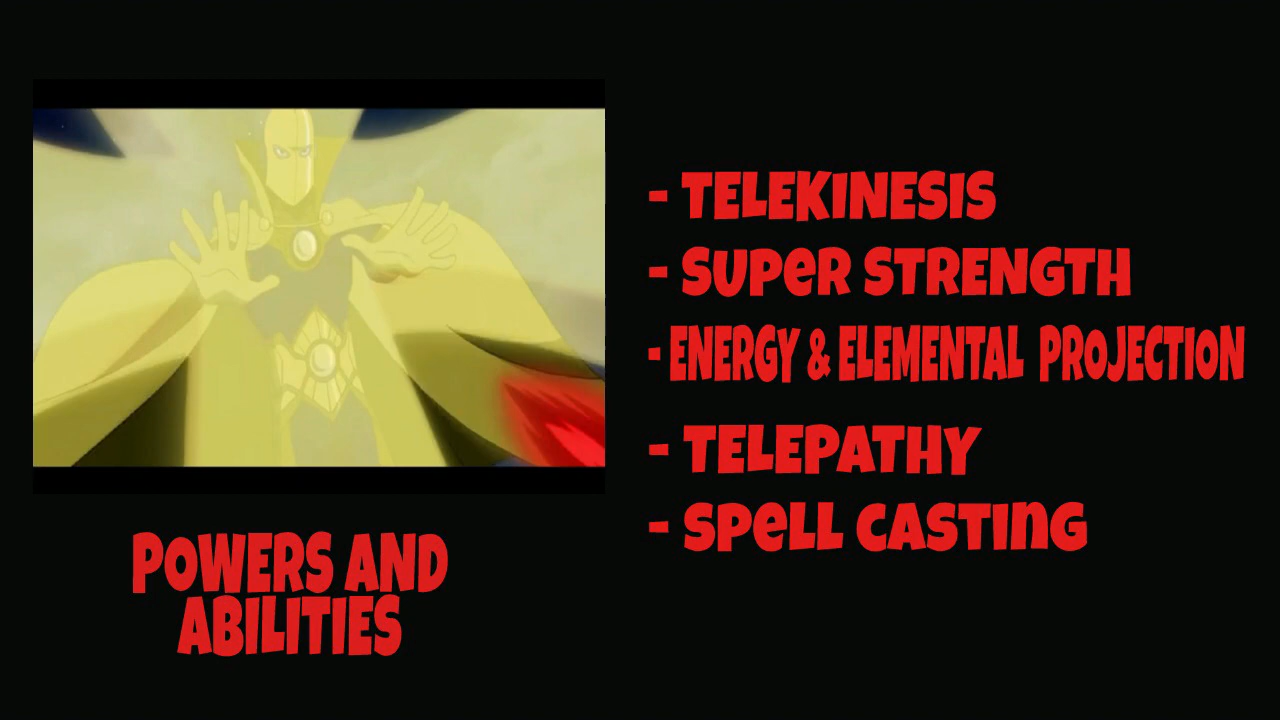 - TELEKINESIS
- SUPeR STRENGTH
- ENERGY & ELEMENTAL PROJECTION
- TELEPATHY
- SPeLL CASTInG
POWERS AND
ABILITIES